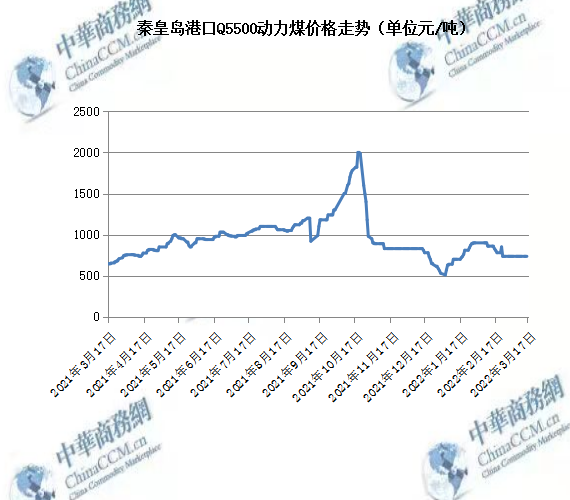 中華商務網
ChinaCCM.cn
China Commodity Marketplace
中華商務網
ChinaCCM.cn
China Commodity Marketplace
秦皇岛港口Q5500动力煤价格走势（单位元/吨）
2500
2000
1500
1000
500
0
2021年3月17日
2021年4月17日
2021年5月17日
2021年6月17日
2021年7月17日
2021年8月17日
2021年9月17日
2021年10月17日
2021年11月17日
2021年12月17日
2022年1月17日
2022年2月17日
2022年3月17日
中華商務網
ChinaCCM.cn
China Commodity Marketplace
中華商務網
ChinaCCM.cn
China Commodity Marketplace